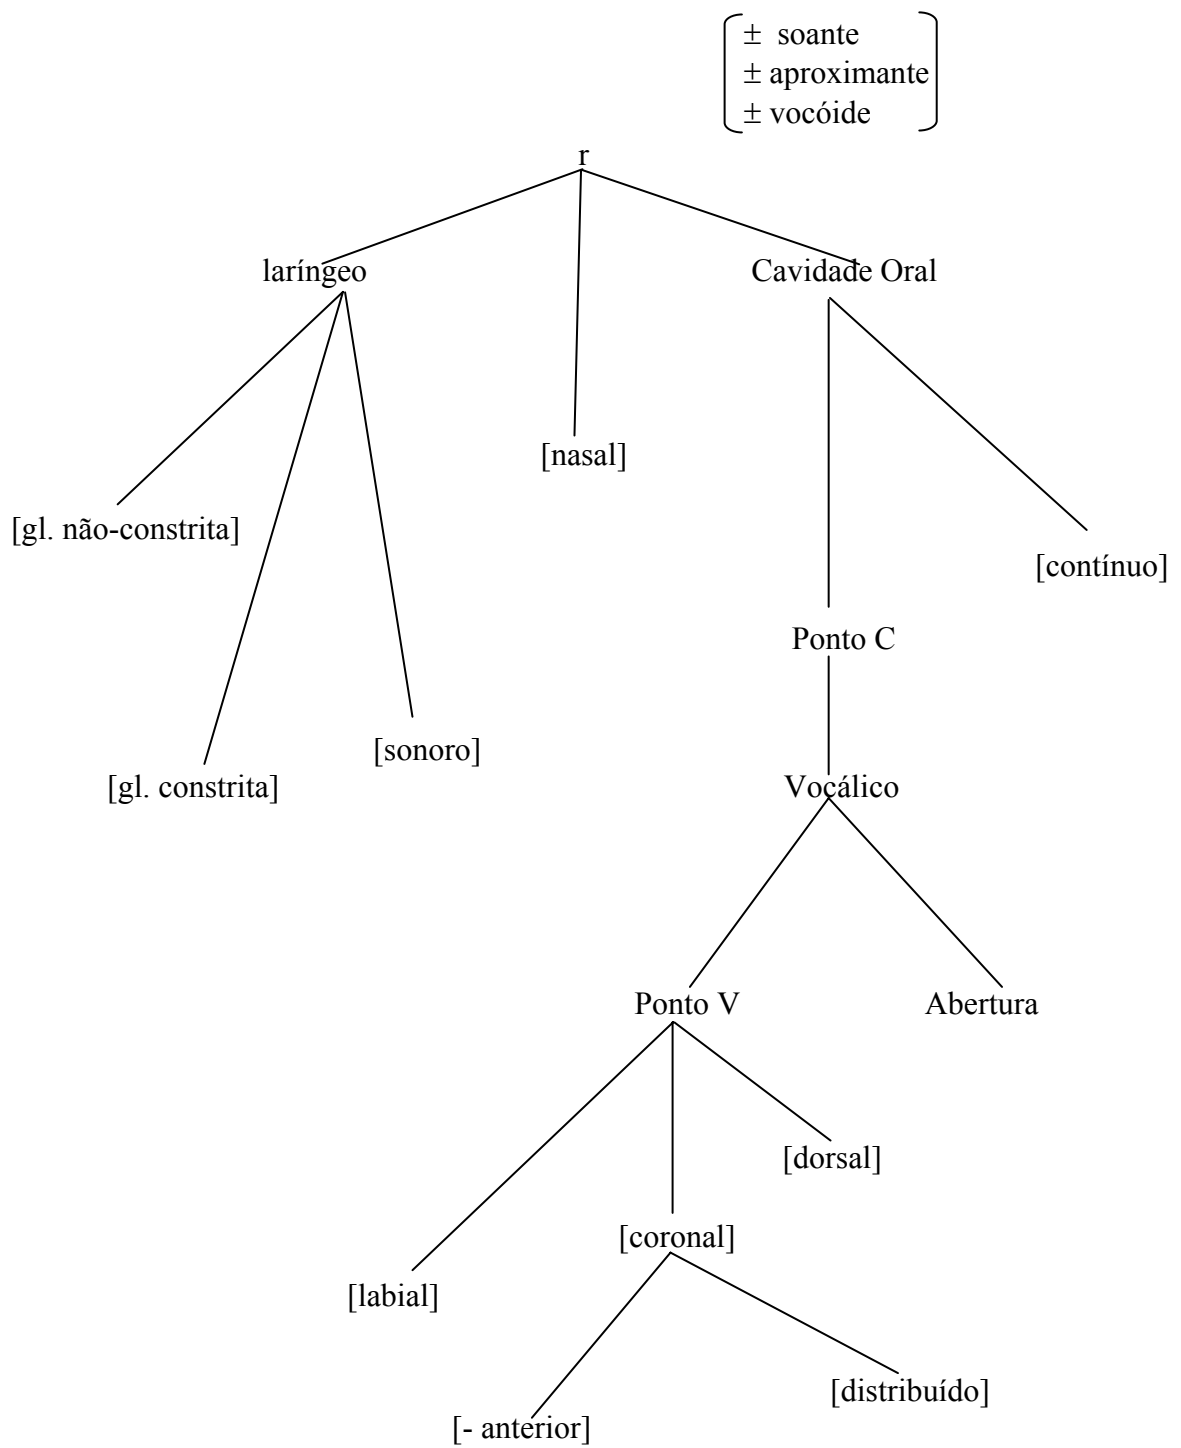 ± soante
± aproximante
± vocóide
r
laríngeo
Cavidade Oral
[nasal]
[gl. não-constrita]
[contínuo]
Ponto C
[sonoro]
[gl. constrita]
Vocálico
Ponto V
Abertura
[dorsal]
[coronal]
[labial]
[distribuído]
[- anterior]